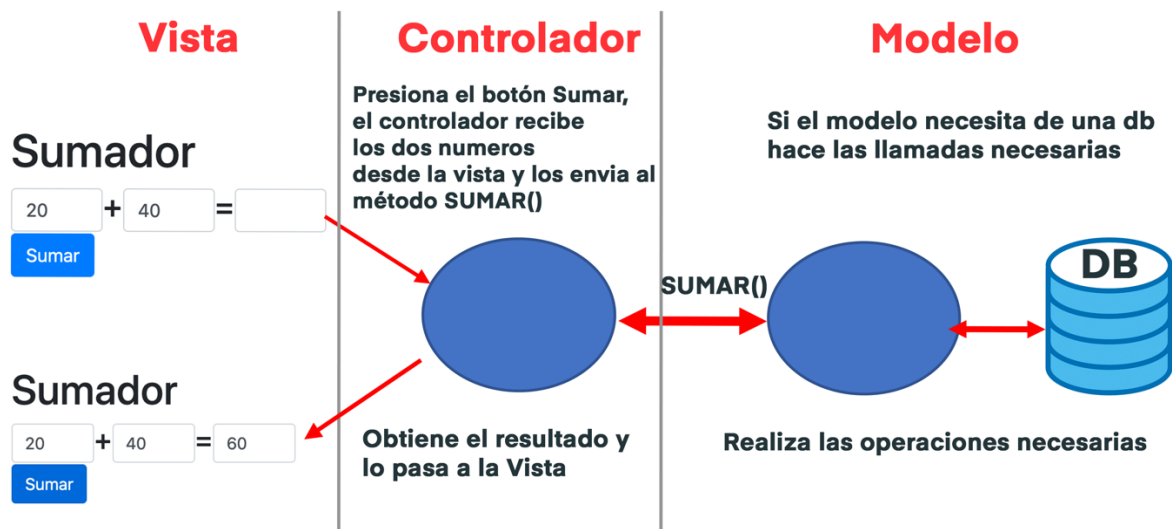 Vista
Controlador
Modelo
Sumador
20 + 40 =
Sumar
Sumador
20 + 40 = 60
Sumar
Presiona el botón Sumar,
el controlador recibe
los dos numeros
desde la vista y los envia al
método SUMAR()
Obtiene el resultado y
lo pasa a la Vista
SUMAR()
Si el modelo necesita de una db
hace las llamadas necesarias
DB
Realiza las operaciones necesarias